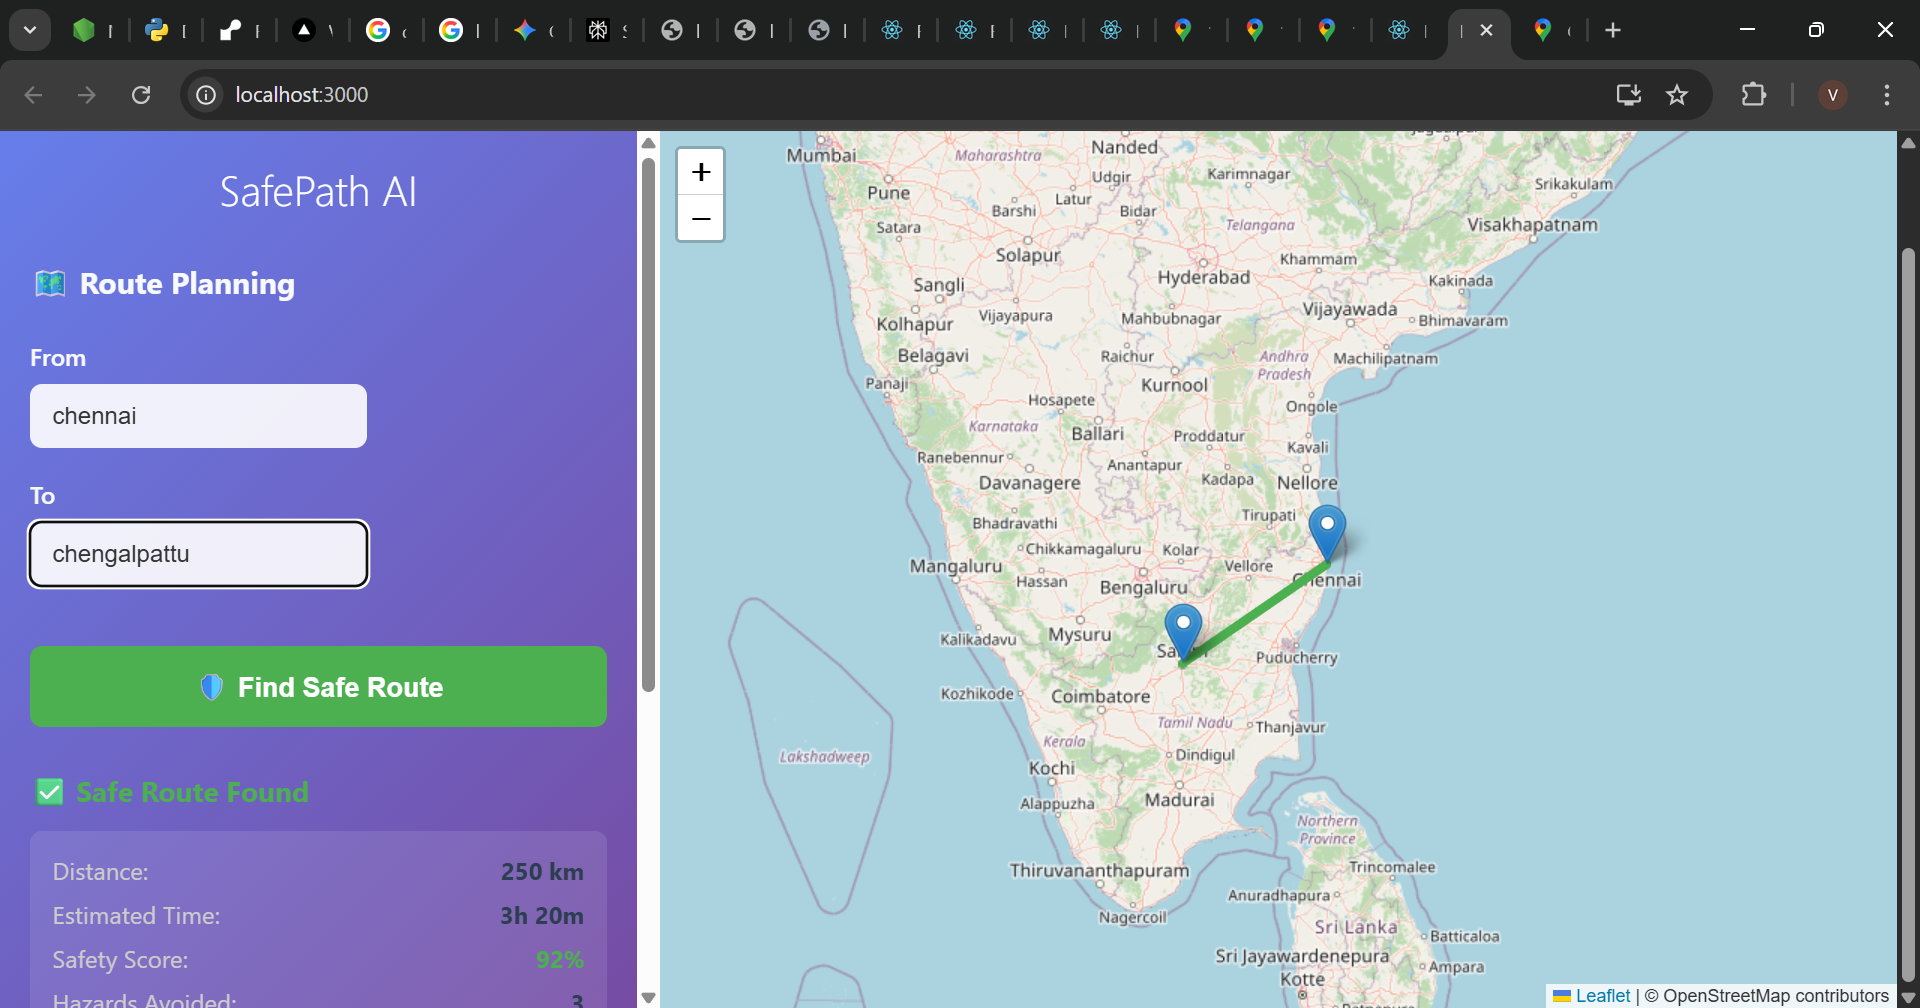 localhost:3000
V
SafePath AI
Route Planning
From
chennai
To
chengalpattu
Find Safe Route
Safe Route Found
Distance: 250 km
Estimated Time: 3h 20m
Safety Score: 92%
Hazards Avoided: 3
+
−
Mumbai
Maharashtra
Nanded
Udgir
Karimnagar
Pune
Latur
Srikakulam
Barshi
Bidar
Satara
Telangana
Visakhapatnam
Solapur
Khammam
Hyderabad
Kakinada
Sangli
Vijayapura
Mahbubnagar
Vijayawada
Bhimavaram
Kolhapur
Belagavi
Raichur
Andhra
Pradesh
Machilipatnam
Panaji
Kurnool
Hosapete
Ongole
Karnataka
Ballari
Proddatur
Kavali
Ranebennur
Anantapur
Kadapa
Nellore
Davanagere
Tirupati
Bhadravathi
Chikkamagaluru
Kolar
Mangaluru
Hassan
Vellore
Bengaluru
Chennai
Kalikadavu
Mysuru
Puducherry
Kozhikode
Coimbatore
Tamil Nadu
Thanjavur
Kerala
Lakshadweep
Dindigul
Kochi
Alappuzha
Madurai
Northern
Province
Thiruvananthapuram
Trincomalee
Anuradhapura
Nagercoil
Sri Lanka
Batticaloa
Sri Jayawardenepura
Kotte
Ampara
Leaflet | © OpenStreetMap contributors